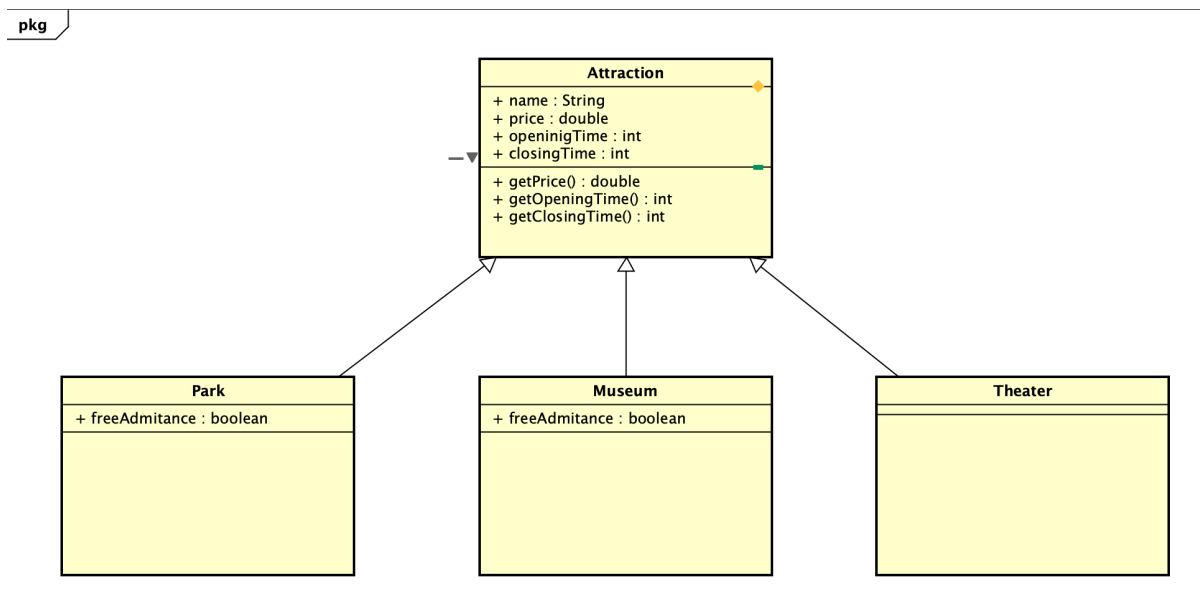 pkg
Attraction
+ name : String
+ price : double
+ openinigTime : int
+ closingTime : int
+ getPrice() : double
+ getOpeningTime() : int
+ getClosingTime() : int
Park
+ freeAdmitance : boolean
Museum
+ freeAdmitance : boolean
Theater